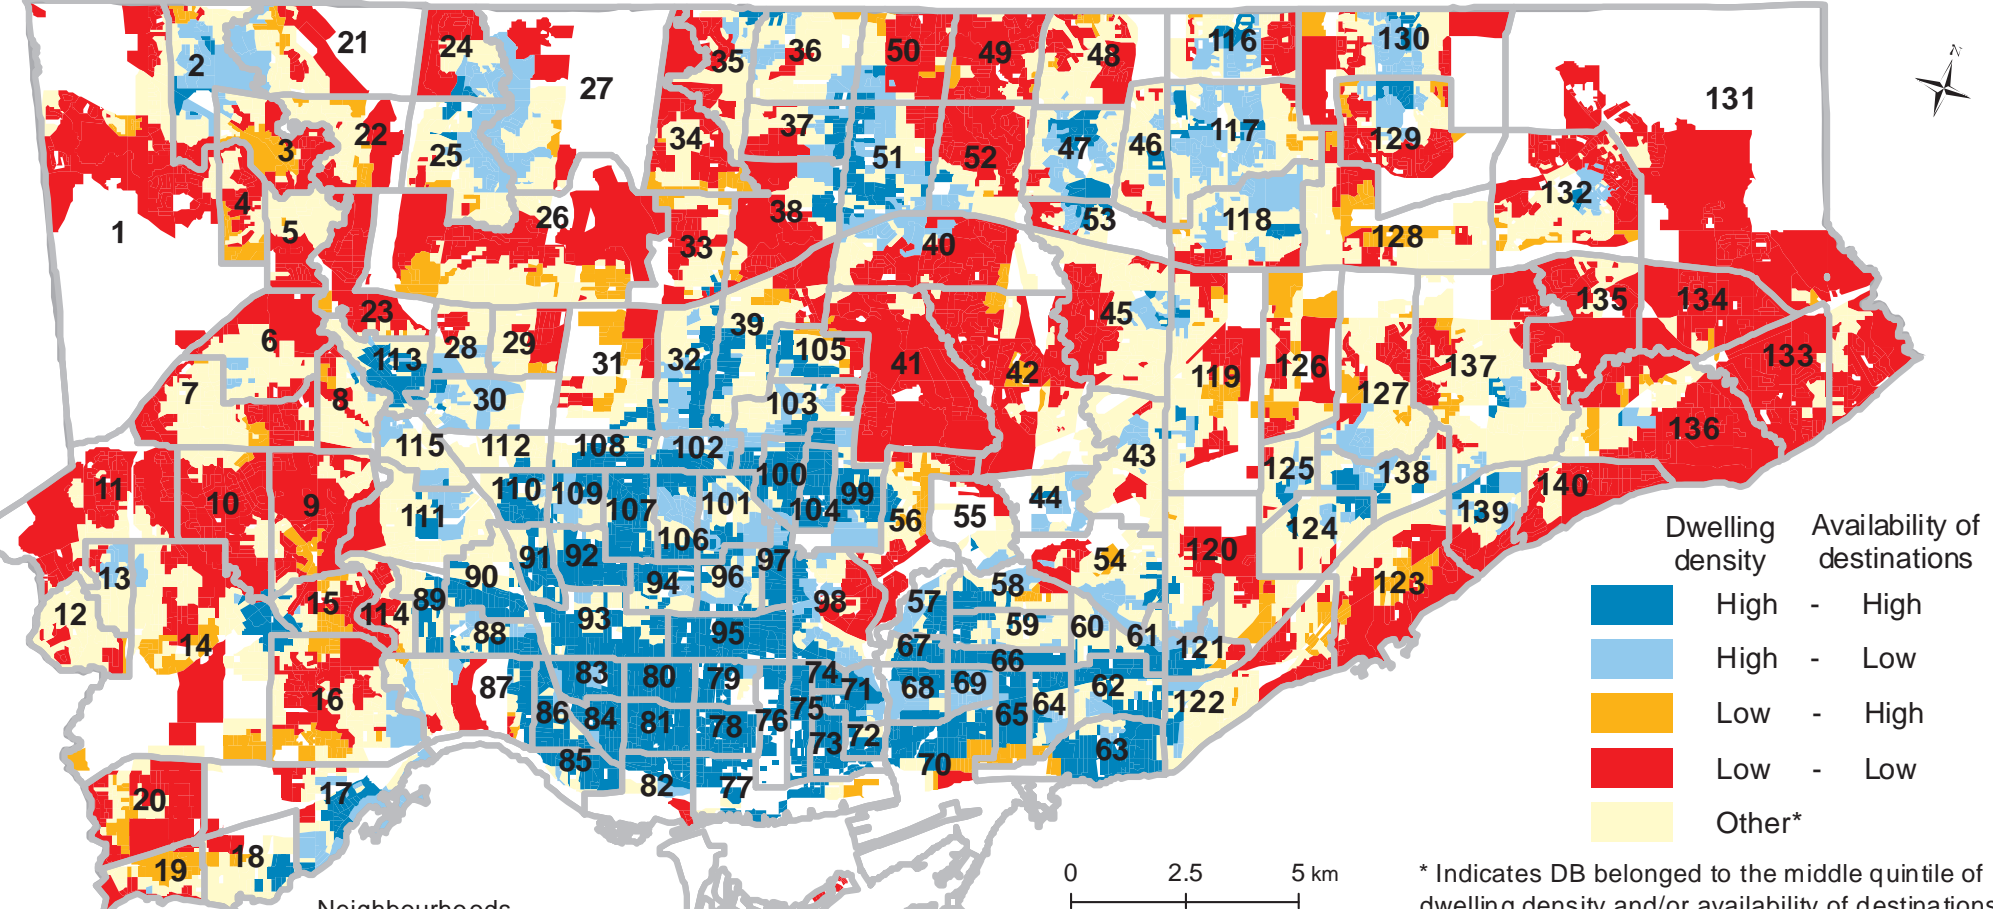 N
21 24 35 36 50 49 48 116 130
2 27 131
3 22 25 34 37 51 52 47 46 117 129
1 4 5 26 33 38 40 53 118 128 132
6 23 28 29 31 32 39 105 41 42 45 119 126 127 137 135 134 133
7 8 113 30 103
115 112 108 102 43 125 138 136
11 10 9 111 110 109 107 101 100 104 99 56 55 44 124 139 140
13 90 91 92 106 94 96 97 58 54 120 123
12 14 15 114 89 88 93 95 98 57 59 60 61 121
67 66
16 87 83 80 79 74 71 68 69 64 62 122
86 84 81 78 76 75 73 72 65 63
20 17 85 82 77 70
19 18
Dwelling density
Availability of destinations
High - High
High - Low
Low - High
Low - Low
Other*
0 2.5 5 km
* Indicates DB belonged to the middle quintile of
dwelling density and/or availability of destinations
Neighbourhoods